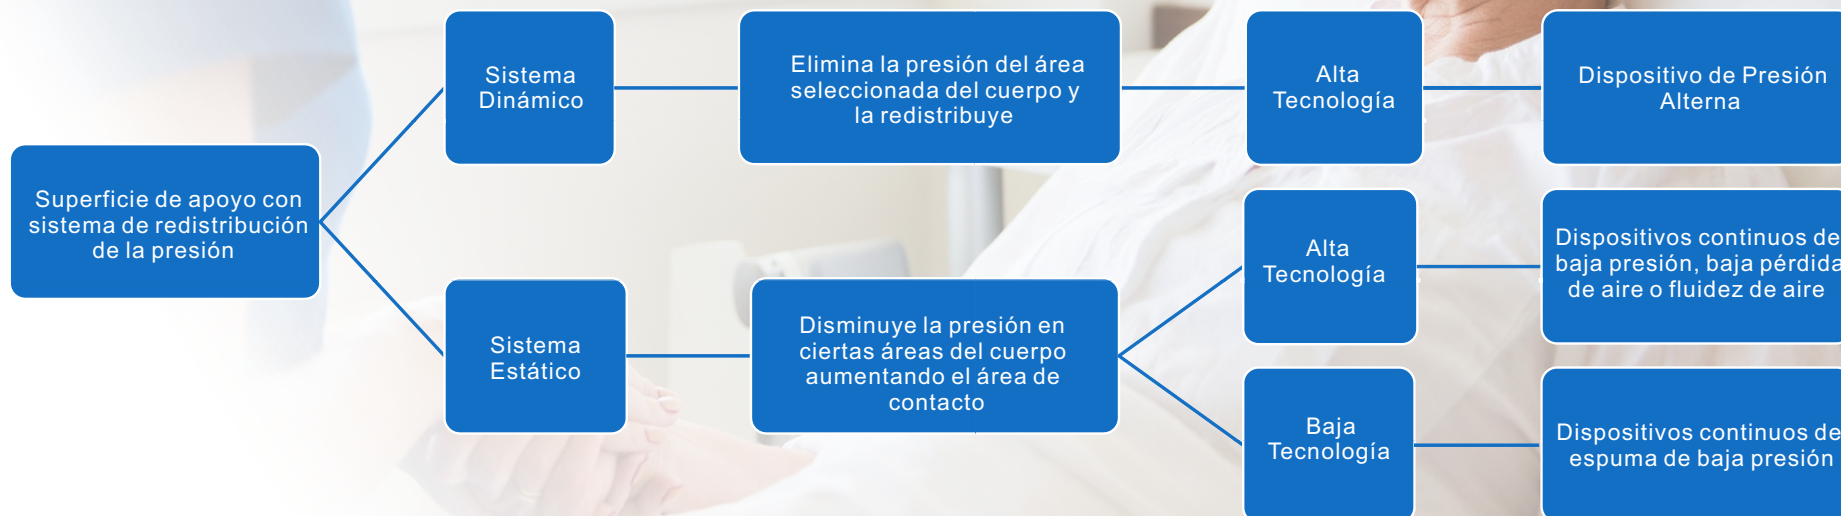 Superficie de apoyo con
sistema de redistribución
de la presión
Sistema
Dinámico
Elimina la presión del área
seleccionada del cuerpo y
la redistribuye
Alta
Tecnología
Dispositivo de Presión
Alterna
Sistema
Estático
Disminuye la presión en
ciertas áreas del cuerpo
aumentando el área de
contacto
Alta
Tecnología
Dispositivos continuos de
baja presión, baja pérdida
de aire o fluidez de aire
Baja
Tecnología
Dispositivos continuos de
espuma de baja presión